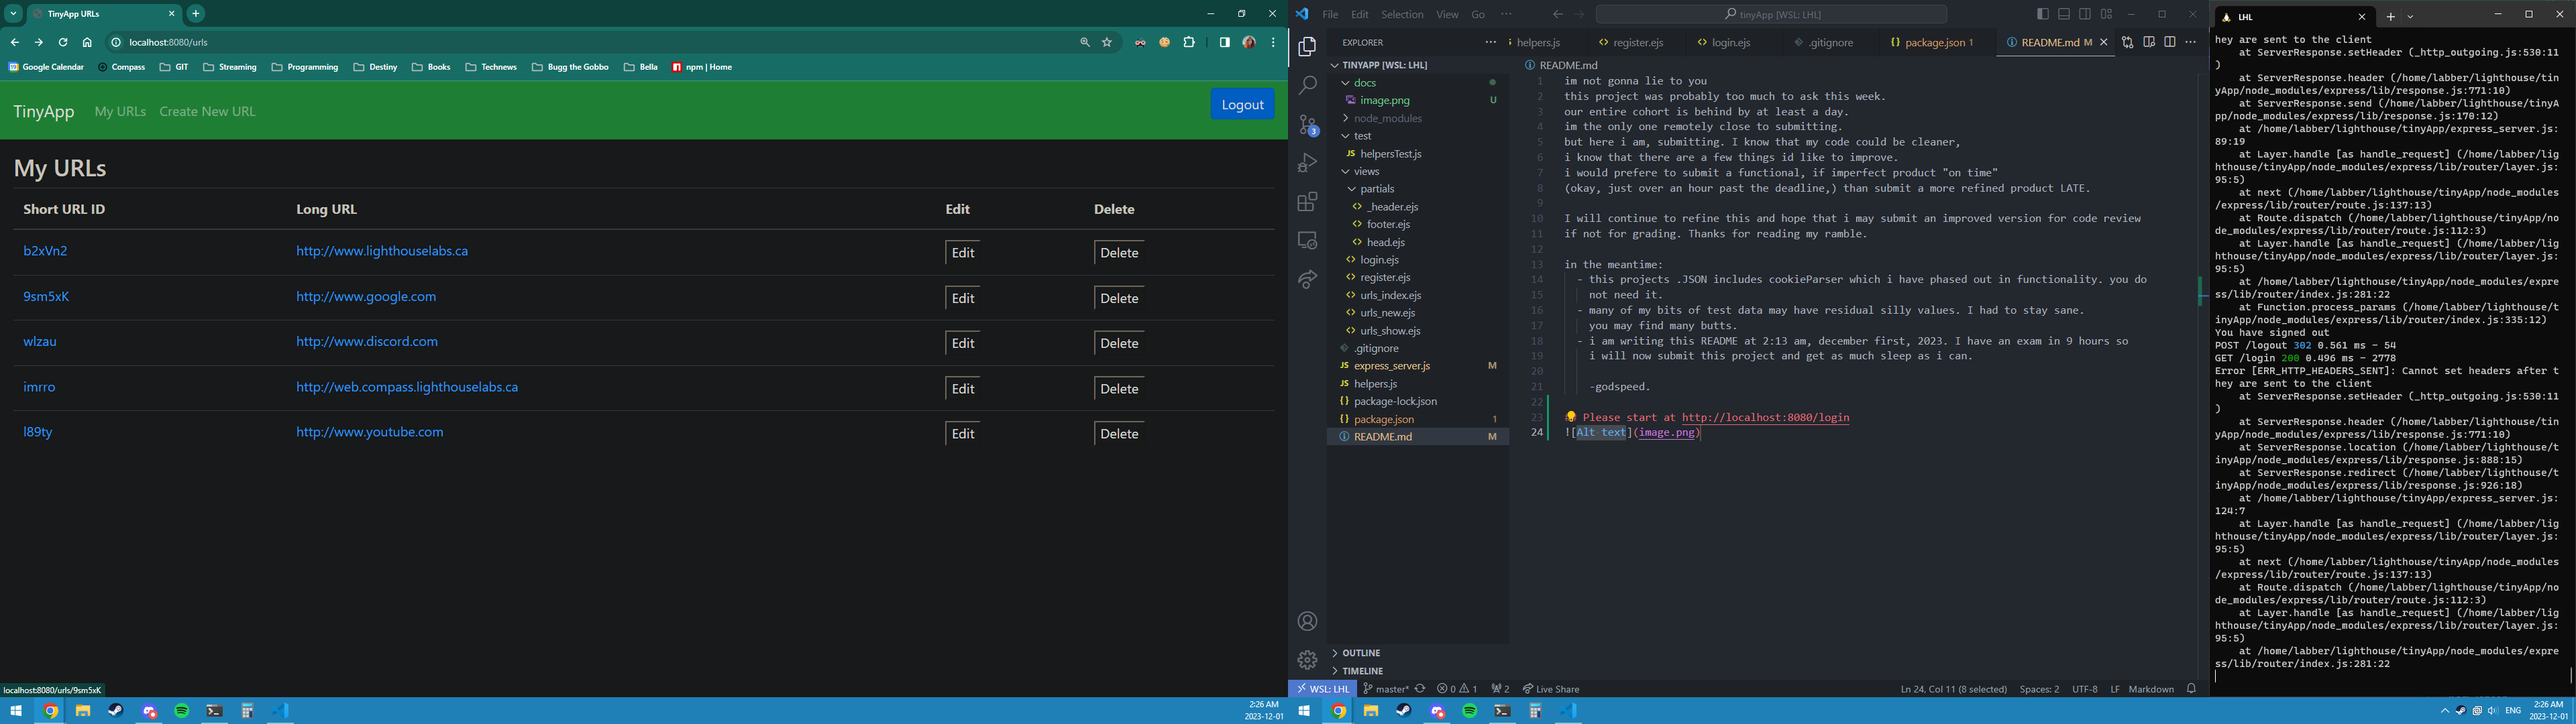 TinyApp URLs
localhost:8080/urls
Google Calendar Compass GIT Streaming Programming Destiny Books Technews Bugg the Gobbo Bella npm | Home
TinyApp My URLs Create New URL Logout
My URLs
Short URL ID Long URL Edit Delete
b2xVn2 http://www.lighthouselabs.ca Edit Delete
9sm5xK http://www.google.com Edit Delete
wlzau http://www.discord.com Edit Delete
imrro http://web.compass.lighthouselabs.ca Edit Delete
l89ty http://www.youtube.com Edit Delete
localhost:8080/urls/9sm5xK
2:26 AM
2023-12-01
File Edit Selection View Go ··· tinyApp [WSL: LHL]
EXPLORER ···
helpers.js register.ejs login.ejs .gitignore package.json 1 README.md M
TINYAPP [WSL: LHL]
docs
image.png U
node_modules
test
JS helpersTest.js
views
partials
<> _header.ejs
<> footer.ejs
<> head.ejs
<> login.ejs
<> register.ejs
<> urls_index.ejs
<> urls_new.ejs
<> urls_show.ejs
.gitignore
JS express_server.js M
JS helpers.js
{} package-lock.json
{} package.json 1
README.md M
OUTLINE
TIMELINE
README.md
1 im not gonna lie to you
2 this project was probably too much to ask this week.
3 our entire cohort is behind by at least a day.
4 im the only one remotely close to submitting.
5 but here i am, submitting. I know that my code could be cleaner,
6 i know that there are a few things id like to improve.
7 i would prefere to submit a functional, if imperfect product "on time"
8 (okay, just over an hour past the deadline,) than submit a more refined product LATE.
9
10 I will continue to refine this and hope that i may submit an improved version for code review
11 if not for grading. Thanks for reading my ramble.
12
13 in the meantime:
14 - this projects .JSON includes cookieParser which i have phased out in functionality. you do
15 not need it.
16 - many of my bits of test data may have residual silly values. I had to stay sane.
17 you may find many butts.
18 - i am writing this README at 2:13 am, december first, 2023. I have an exam in 9 hours so
19 i will now submit this project and get as much sleep as i can.
20
21 -godspeed.
22
23 Please start at http://localhost:8080/login
24 ![Alt text](image.png)
WSL: LHL master* 0 1 2 Live Share Ln 24, Col 11 (8 selected) Spaces: 2 UTF-8 LF Markdown
LHL
hey are sent to the client
at ServerResponse.setHeader (_http_outgoing.js:530:11
)
at ServerResponse.header (/home/labber/lighthouse/tin
yApp/node_modules/express/lib/response.js:771:10)
at ServerResponse.send (/home/labber/lighthouse/tinyA
pp/node_modules/express/lib/response.js:170:12)
at /home/labber/lighthouse/tinyApp/express_server.js:
89:19
at Layer.handle [as handle_request] (/home/labber/lig
hthouse/tinyApp/node_modules/express/lib/router/layer.js:
95:5)
at next (/home/labber/lighthouse/tinyApp/node_modules
/express/lib/router/route.js:137:13)
at Route.dispatch (/home/labber/lighthouse/tinyApp/no
de_modules/express/lib/router/route.js:112:3)
at Layer.handle [as handle_request] (/home/labber/lig
hthouse/tinyApp/node_modules/express/lib/router/layer.js:
95:5)
at /home/labber/lighthouse/tinyApp/node_modules/expre
ss/lib/router/index.js:281:22
at Function.process_params (/home/labber/lighthouse/t
inyApp/node_modules/express/lib/router/index.js:335:12)
You have signed out
POST /logout 302 0.561 ms - 54
GET /login 200 0.496 ms - 2778
Error [ERR_HTTP_HEADERS_SENT]: Cannot set headers after t
hey are sent to the client
at ServerResponse.setHeader (_http_outgoing.js:530:11
)
at ServerResponse.header (/home/labber/lighthouse/tin
yApp/node_modules/express/lib/response.js:771:10)
at ServerResponse.location (/home/labber/lighthouse/t
inyApp/node_modules/express/lib/response.js:888:15)
at ServerResponse.redirect (/home/labber/lighthouse/t
inyApp/node_modules/express/lib/response.js:926:18)
at /home/labber/lighthouse/tinyApp/express_server.js:
124:7
at Layer.handle [as handle_request] (/home/labber/lig
hthouse/tinyApp/node_modules/express/lib/router/layer.js:
95:5)
at next (/home/labber/lighthouse/tinyApp/node_modules
/express/lib/router/route.js:137:13)
at Route.dispatch (/home/labber/lighthouse/tinyApp/no
de_modules/express/lib/router/route.js:112:3)
at Layer.handle [as handle_request] (/home/labber/lig
hthouse/tinyApp/node_modules/express/lib/router/layer.js:
95:5)
at /home/labber/lighthouse/tinyApp/node_modules/expre
ss/lib/router/index.js:281:22
ENG 2:26 AM
2023-12-01